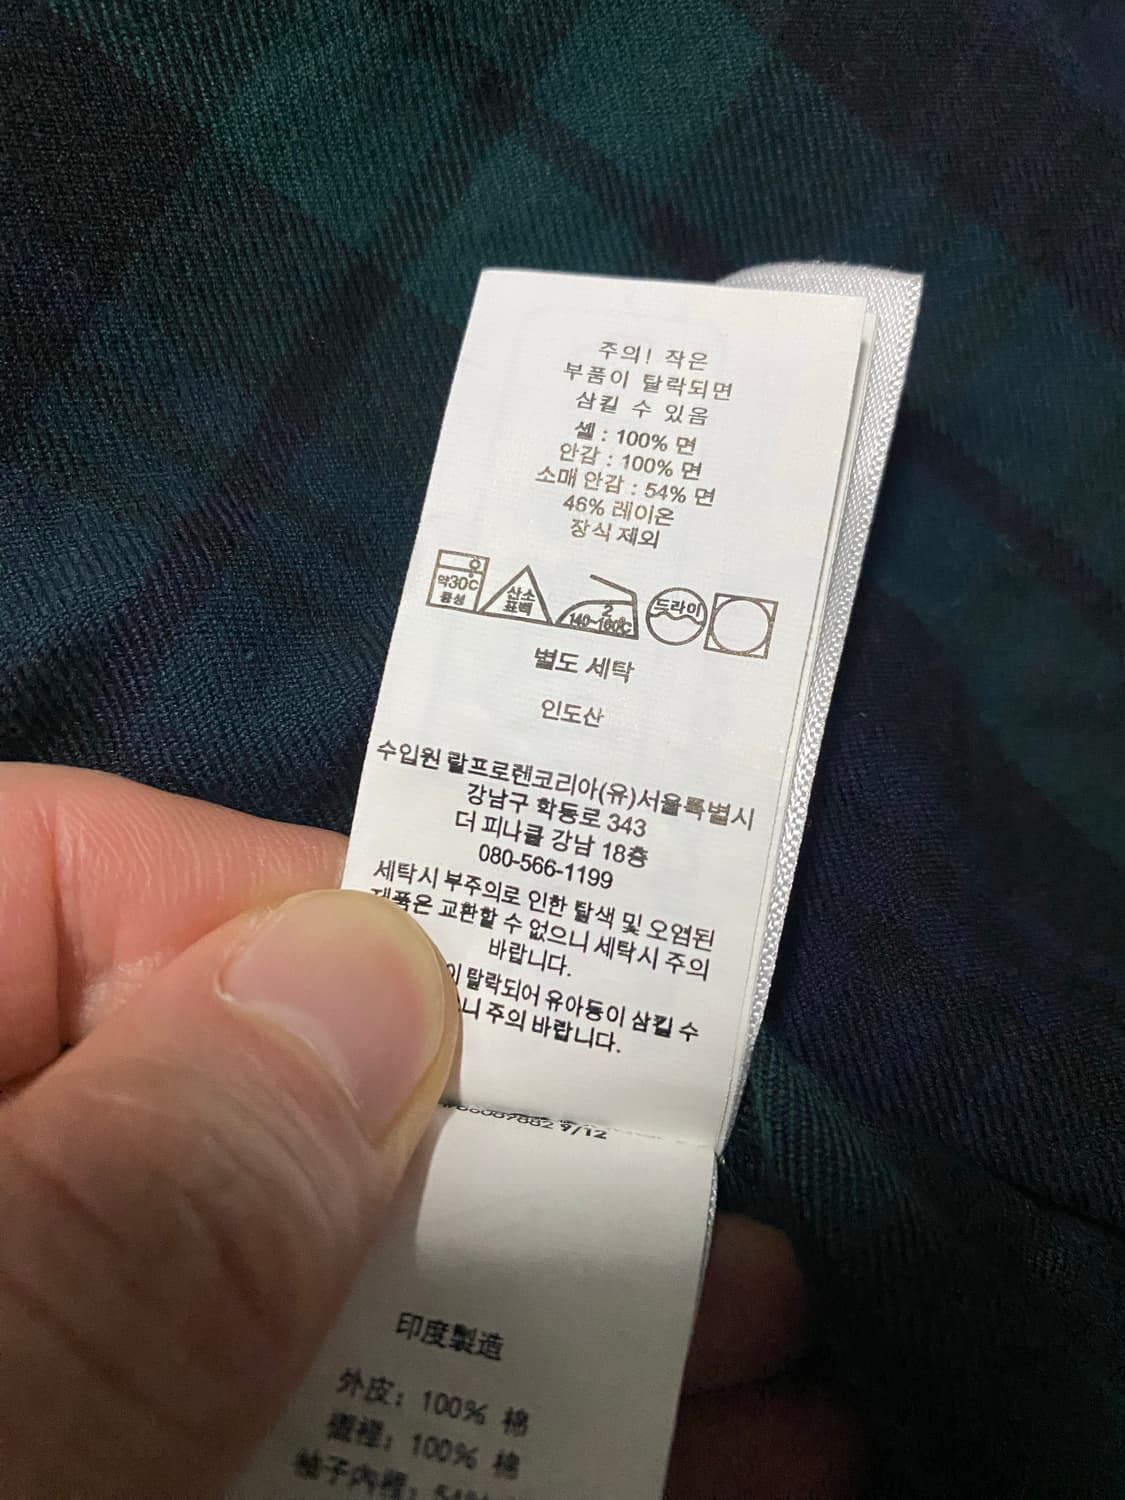 주의! 작은
부품이 탈락되면
삼킬 수 있음
셸 : 100% 면
안감 : 100% 면
소매 안감 : 54% 면
46% 레이온
장식 제외
약30℃
중성
산소
표백
2
140~160℃
드라이
별도 세탁
인도산
수입원 랄프로렌코리아(유)서울특별시
강남구 학동로 343
더 피나클 강남 18층
080-566-1199
세탁시 부주의로 인한 탈색 및 오염된
제품은 교환할 수 없으니 세탁시 주의
바랍니다.
탈락되어 유아등이 삼킬 수
주의 바랍니다.
9/12
印度製造
外皮: 100% 棉
100% 棉
袖子內裡: 54%